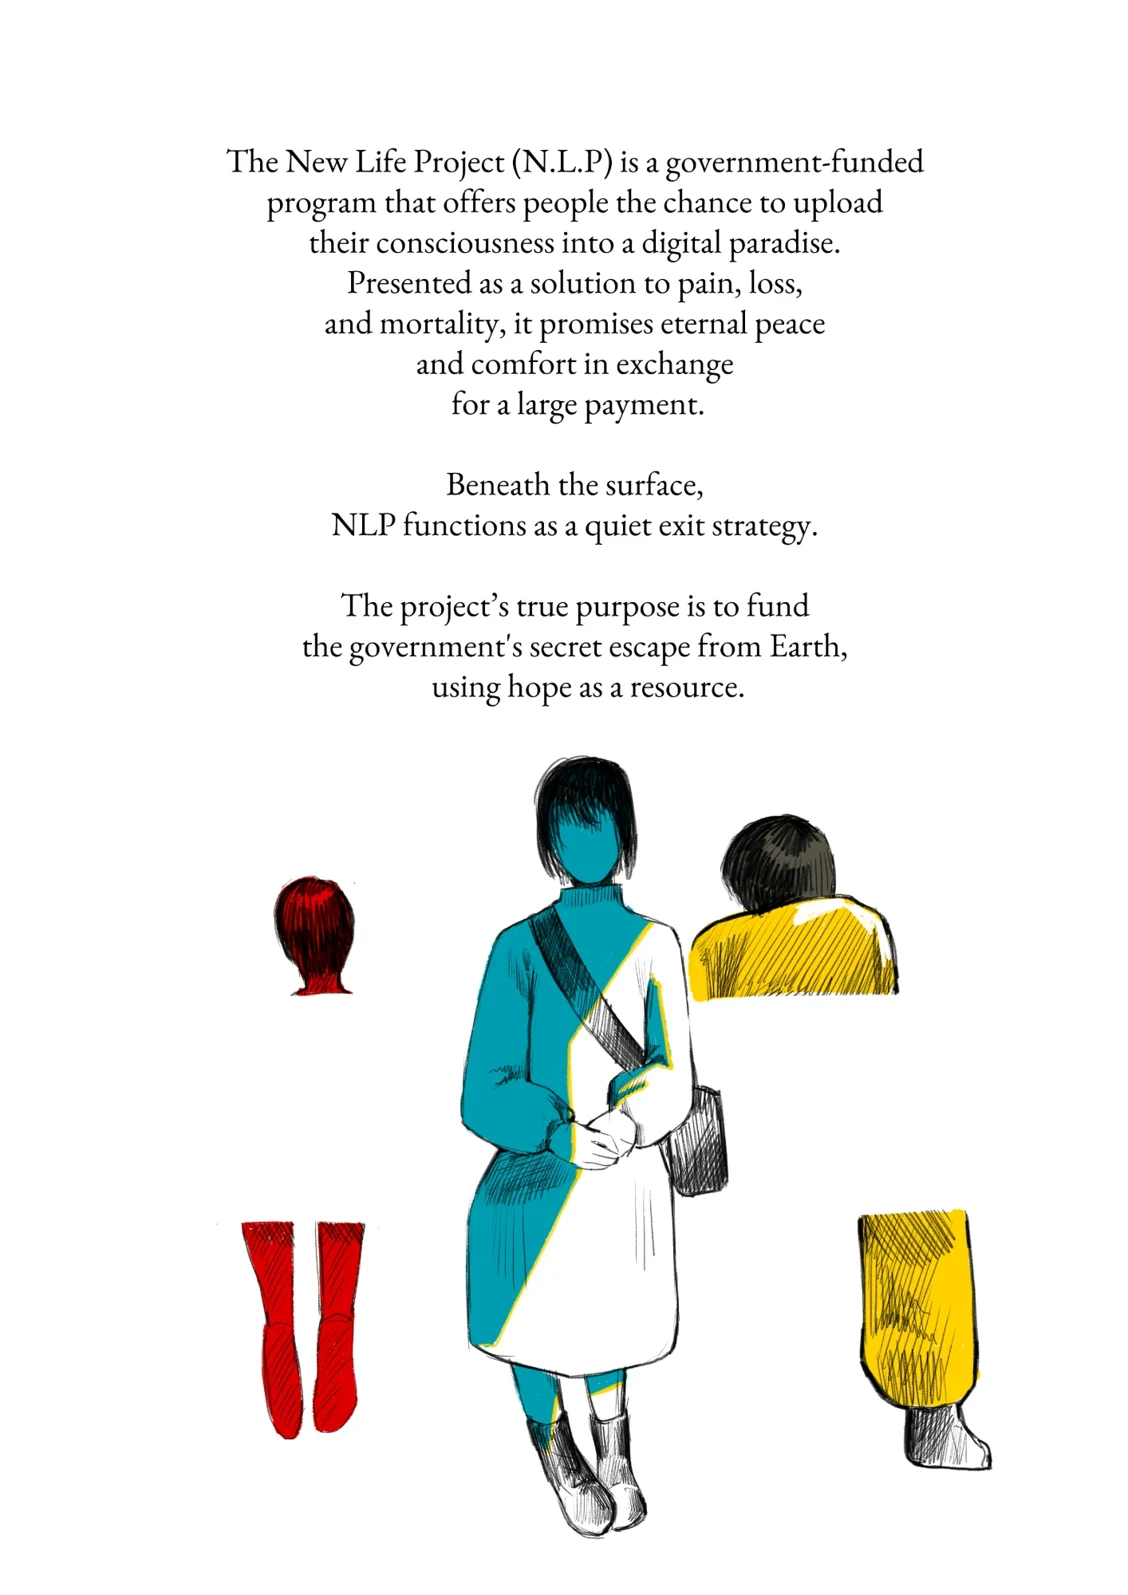 The New Life Project (N.L.P) is a government-funded
program that offers people the chance to upload
their consciousness into a digital paradise.
Presented as a solution to pain, loss,
and mortality, it promises eternal peace
and comfort in exchange
for a large payment.
Beneath the surface,
NLP functions as a quiet exit strategy.
The project’s true purpose is to fund
the government's secret escape from Earth,
using hope as a resource.